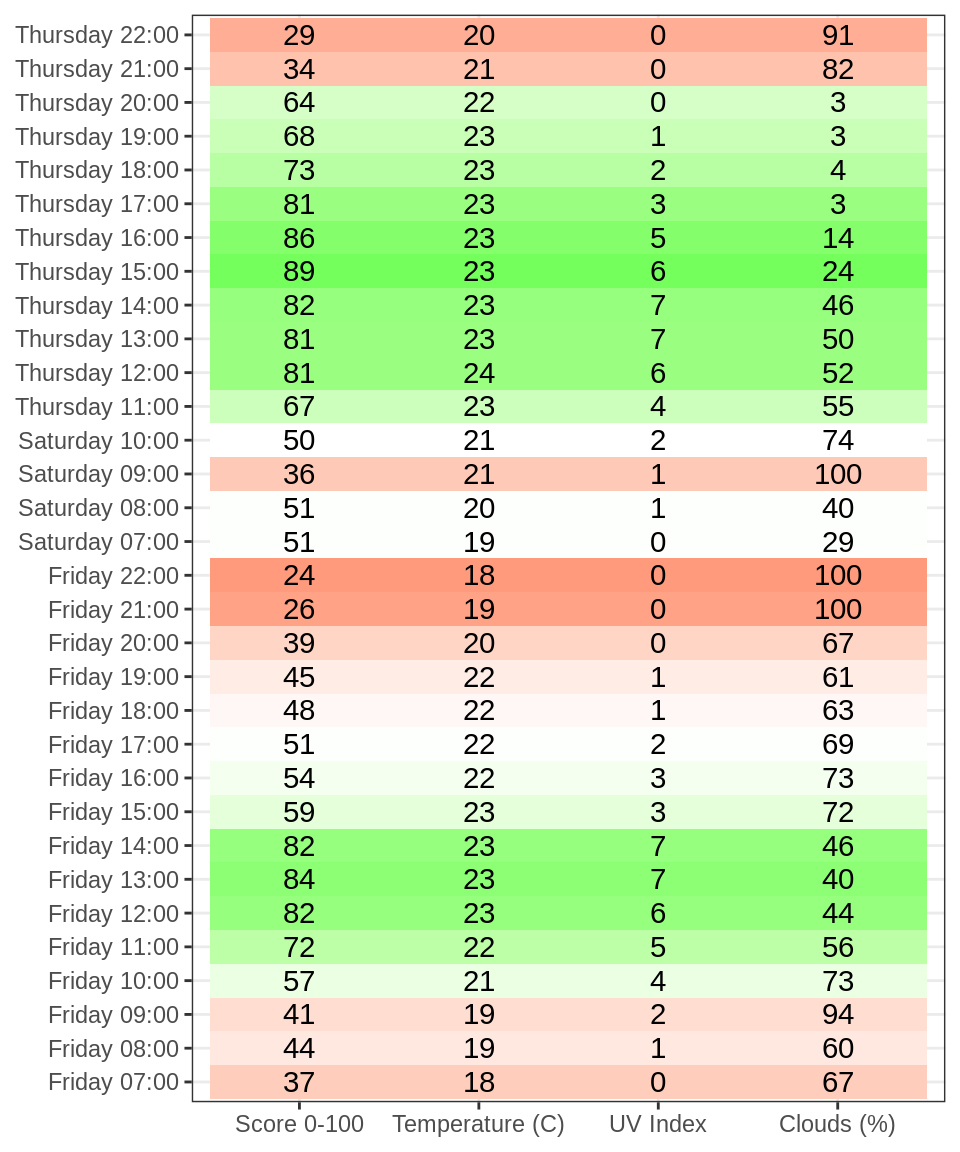 Thursday 22:00 29 20 0 91
Thursday 21:00 34 21 0 82
Thursday 20:00 64 22 0 3
Thursday 19:00 68 23 1 3
Thursday 18:00 73 23 2 4
Thursday 17:00 81 23 3 3
Thursday 16:00 86 23 5 14
Thursday 15:00 89 23 6 24
Thursday 14:00 82 23 7 46
Thursday 13:00 81 23 7 50
Thursday 12:00 81 24 6 52
Thursday 11:00 67 23 4 55
Saturday 10:00 50 21 2 74
Saturday 09:00 36 21 1 100
Saturday 08:00 51 20 1 40
Saturday 07:00 51 19 0 29
Friday 22:00 24 18 0 100
Friday 21:00 26 19 0 100
Friday 20:00 39 20 0 67
Friday 19:00 45 22 1 61
Friday 18:00 48 22 1 63
Friday 17:00 51 22 2 69
Friday 16:00 54 22 3 73
Friday 15:00 59 23 3 72
Friday 14:00 82 23 7 46
Friday 13:00 84 23 7 40
Friday 12:00 82 23 6 44
Friday 11:00 72 22 5 56
Friday 10:00 57 21 4 73
Friday 09:00 41 19 2 94
Friday 08:00 44 19 1 60
Friday 07:00 37 18 0 67
Score 0-100 Temperature (C) UV Index Clouds (%)